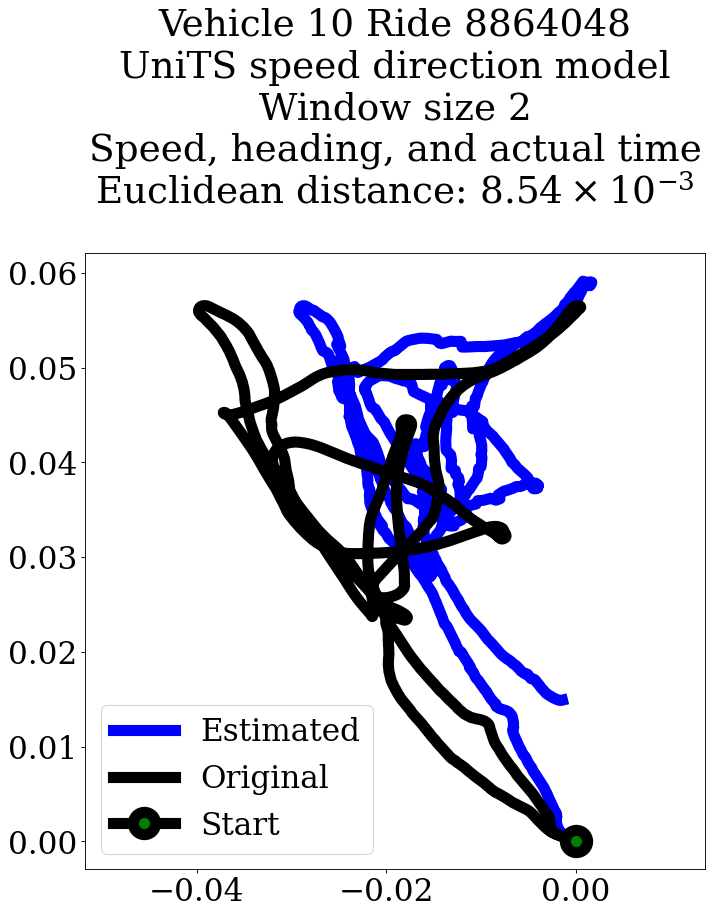 Vehicle 10 Ride 8864048
UniTS speed direction model
Window size 2
Speed, heading, and actual time
Euclidean distance: 8.54 × 10⁻³
0.06
0.05
0.04
0.03
0.02
0.01
0.00
Estimated
Original
Start
−0.04 −0.02 0.00